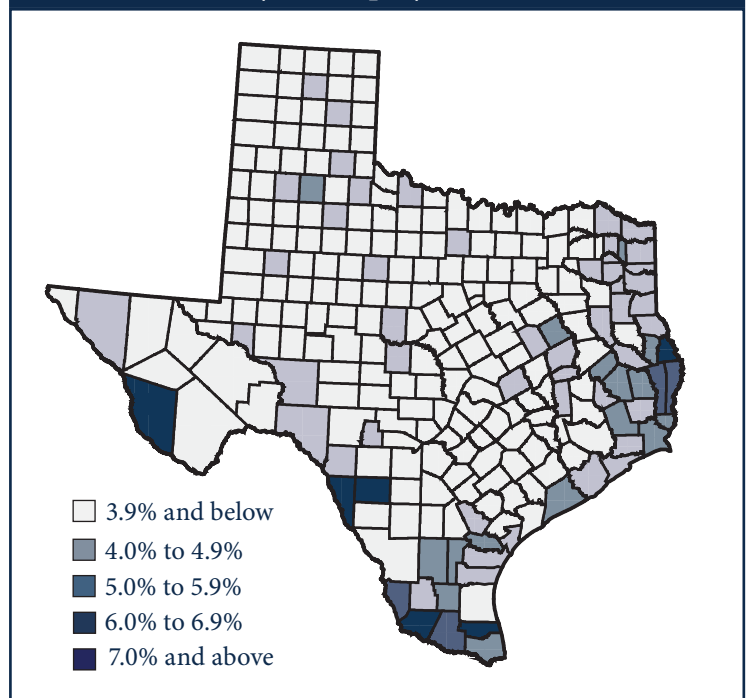 3.9% and below
4.0% to 4.9%
5.0% to 5.9%
6.0% to 6.9%
7.0% and above